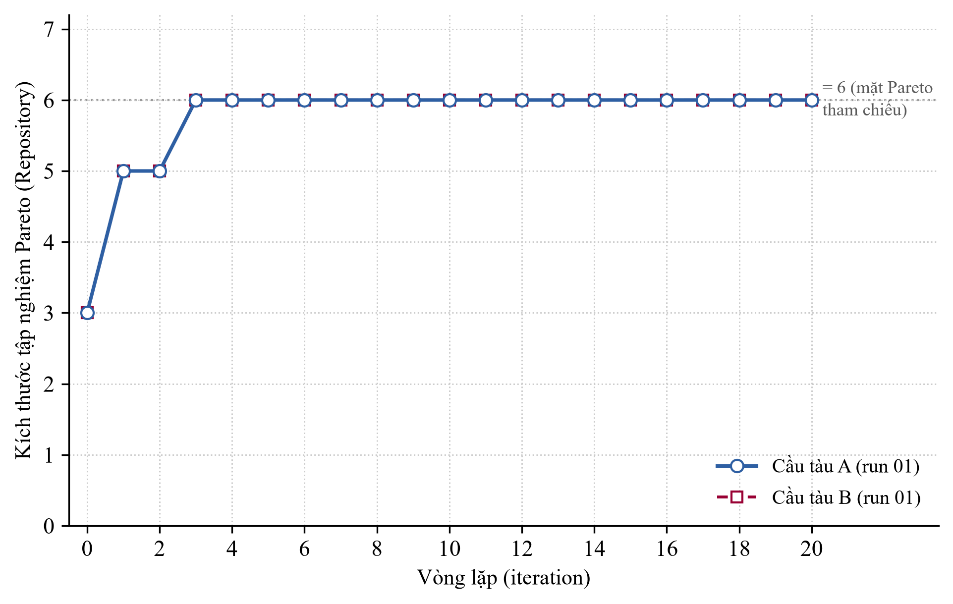 Kích thước tập nghiệm Pareto (Repository)
7
6
5
4
3
2
1
0
= 6 (mặt Pareto
tham chiếu)
Cầu tàu A (run 01)
Cầu tàu B (run 01)
0 2 4 6 8 10 12 14 16 18 20
Vòng lặp (iteration)